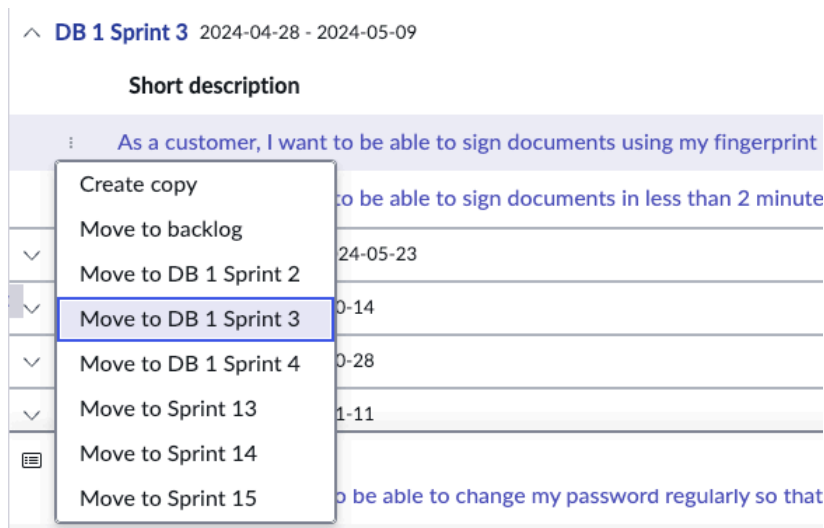 DB 1 Sprint 3 2024-04-28 - 2024-05-09
Short description
As a customer, I want to be able to sign documents using my fingerprint
Create copy
to be able to sign documents in less than 2 minute
Move to backlog
24-05-23
Move to DB 1 Sprint 2
0-14
Move to DB 1 Sprint 3
0-28
Move to DB 1 Sprint 4
1-11
Move to Sprint 13
Move to Sprint 14
Move to Sprint 15
o be able to change my password regularly so that